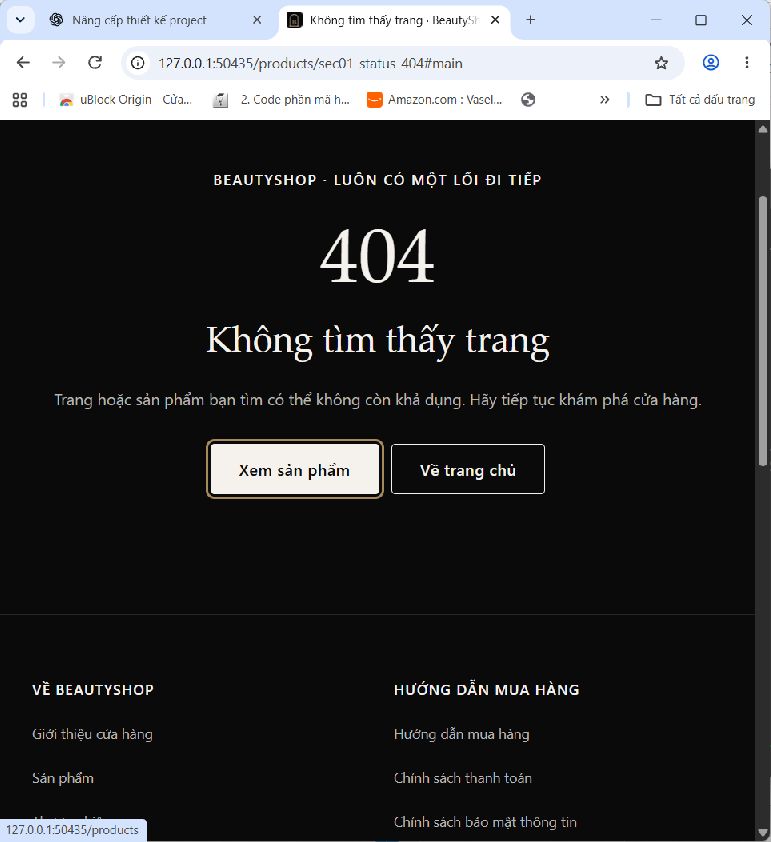 Nâng cấp thiết kế project
Không tìm thấy trang · BeautySh
127.0.0.1:50435/products/sec01-status-404#main
uBlock Origin - Cửa...
2. Code phần mã h...
Amazon.com : Vasel...
Tất cả dấu trang
BEAUTYSHOP - LUÔN CÓ MỘT LỐI ĐI TIẾP
404
Không tìm thấy trang
Trang hoặc sản phẩm bạn tìm có thể không còn khả dụng. Hãy tiếp tục khám phá cửa hàng.
Xem sản phẩm
Về trang chủ
VỀ BEAUTYSHOP
HƯỚNG DẪN MUA HÀNG
Giới thiệu cửa hàng
Hướng dẫn mua hàng
Sản phẩm
Chính sách thanh toán
Chính sách bảo mật thông tin
127.0.0.1:50435/products